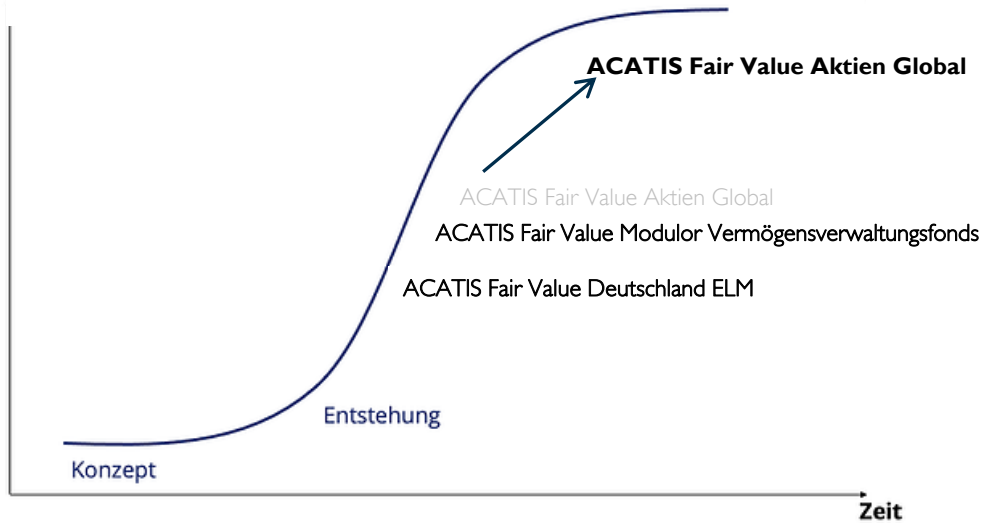 ACATIS Fair Value Aktien Global
ACATIS Fair Value Aktien Global
ACATIS Fair Value Modulor Vermögensverwaltungsfonds
ACATIS Fair Value Deutschland ELM
Entstehung
Konzept
Zeit